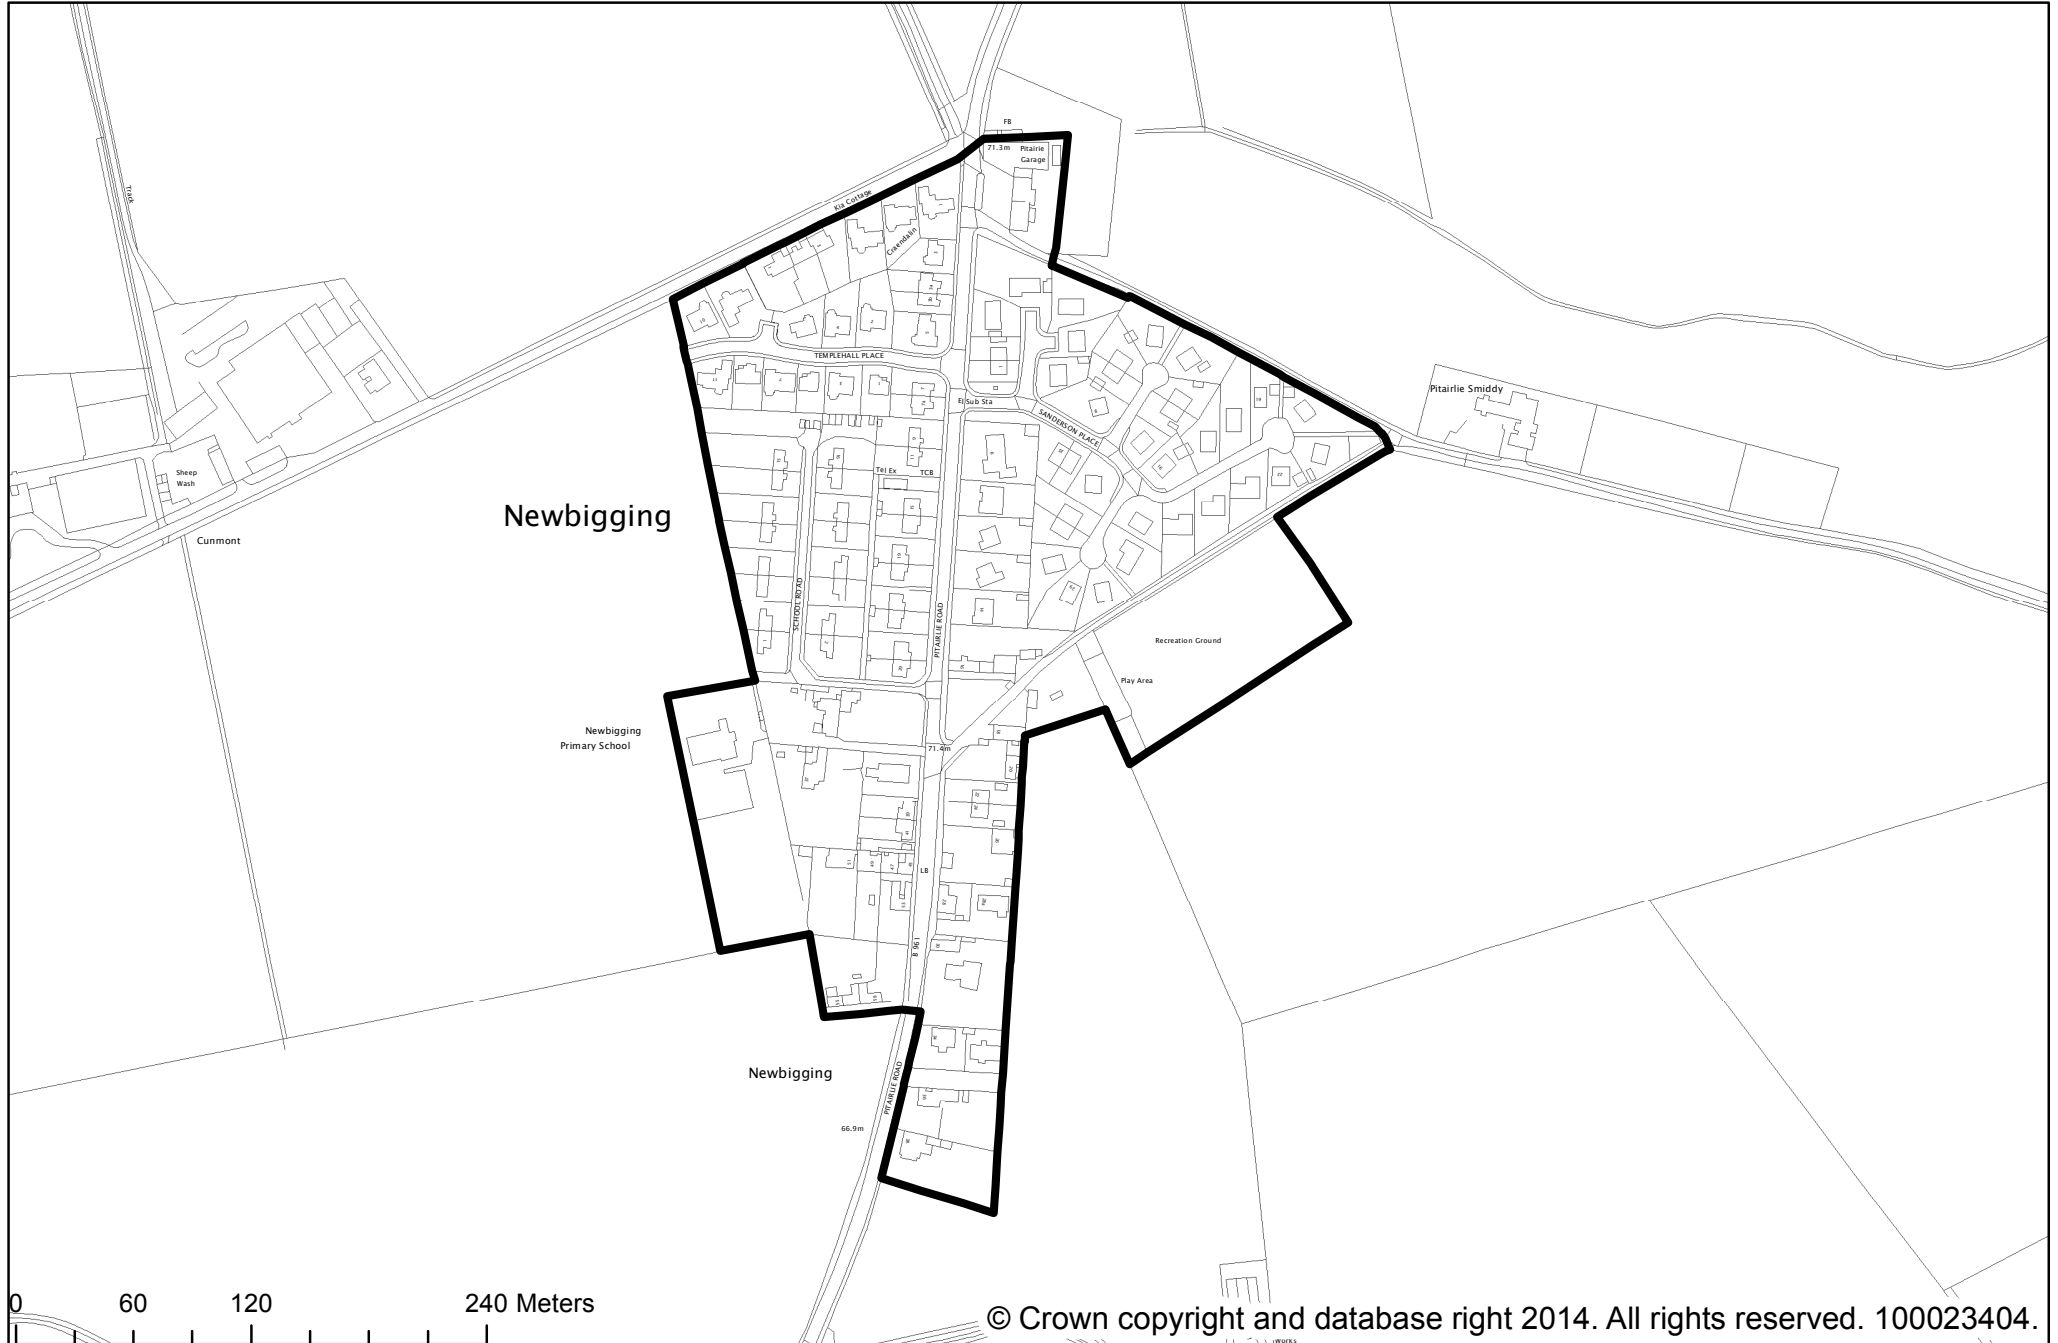 FB
71.3m
Pitairie
Garage
Track
Kia Cottage
Craendalin
TEMPLEHALL PLACE
Pitairlie Smiddy
El Sub Sta
SANDERSON PLACE
Tel Ex
TCB
Sheep
Wash
Newbigging
Cunmont
SCHOOL ROAD
PITAIRLIE ROAD
Recreation Ground
Play Area
Newbigging
Primary School
71.4m
LB
B 961
Newbigging
PITAIRLIE ROAD
66.9m
0 60 120 240 Meters
© Crown copyright and database right 2014. All rights reserved. 100023404.
Works